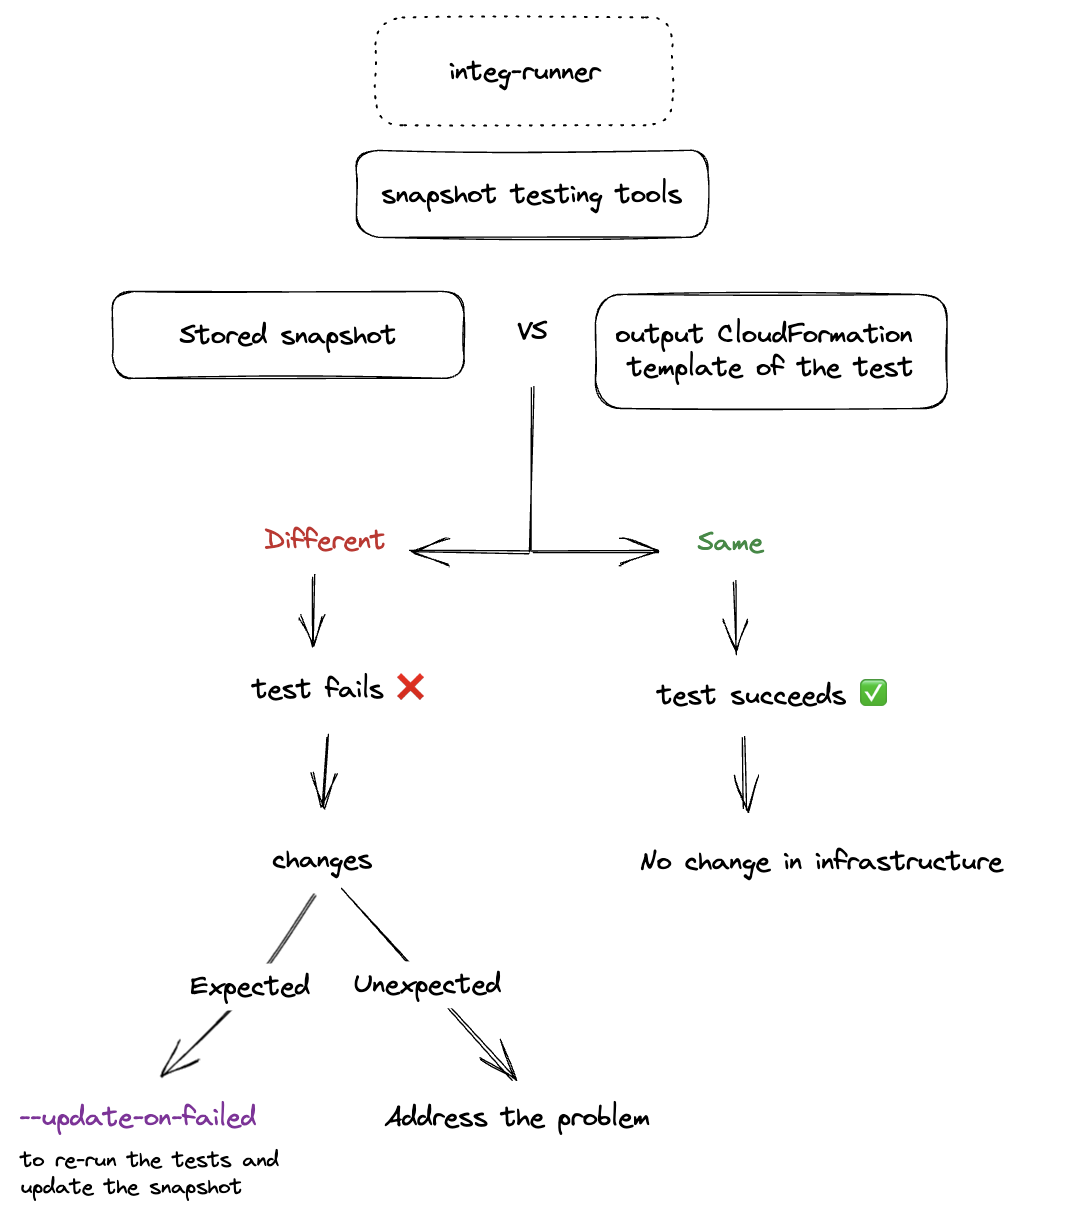 integ-runner
snapshot testing tools
Stored snapshot
VS
output CloudFormation
template of the test
Different
Same
test fails ❌
test succeeds ✅
changes
No change in infrastructure
Expected
Unexpected
--update-on-failed
to re-run the tests and
update the snapshot
Address the problem